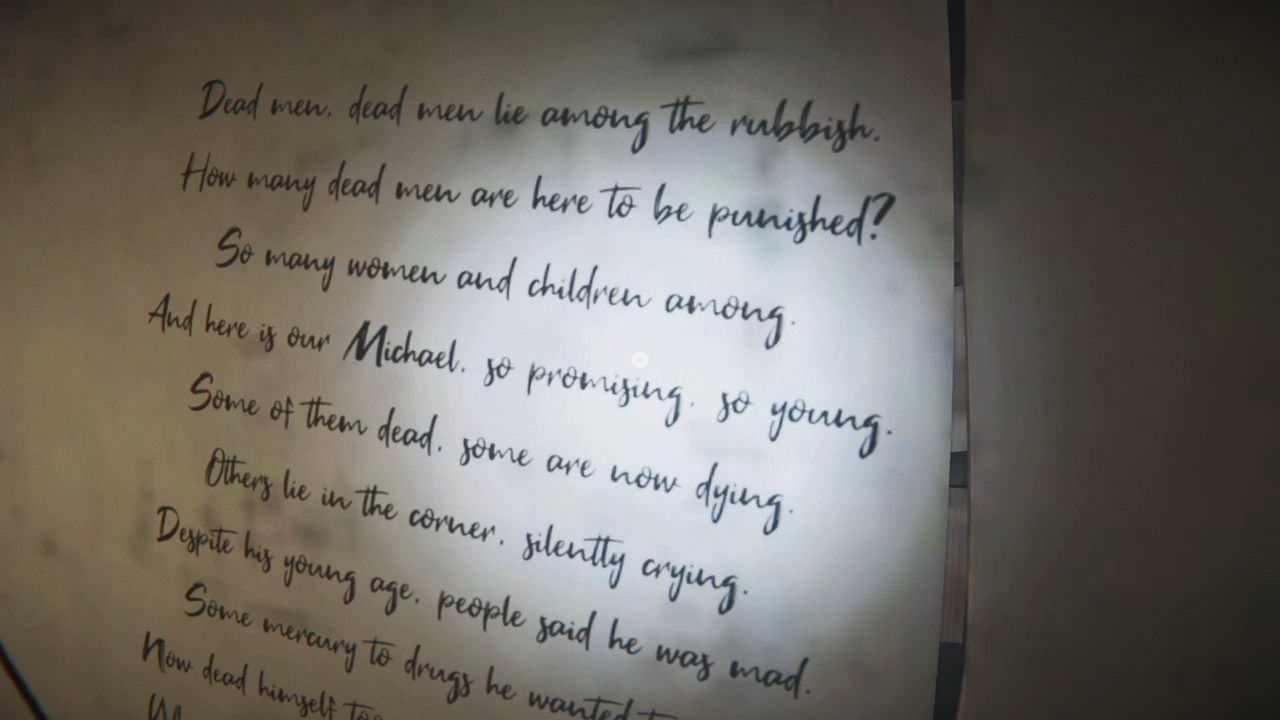 Dead men, dead men lie among the rubbish.
How many dead men are here to be punished?
So many women and children among.
And here is our Michael, so promising, so young.
Some of them dead, some are now dying.
Others lie in the corner, silently crying.
Despite his young age, people said he was mad.
Some mercury to drugs he wanted
Now dead himself